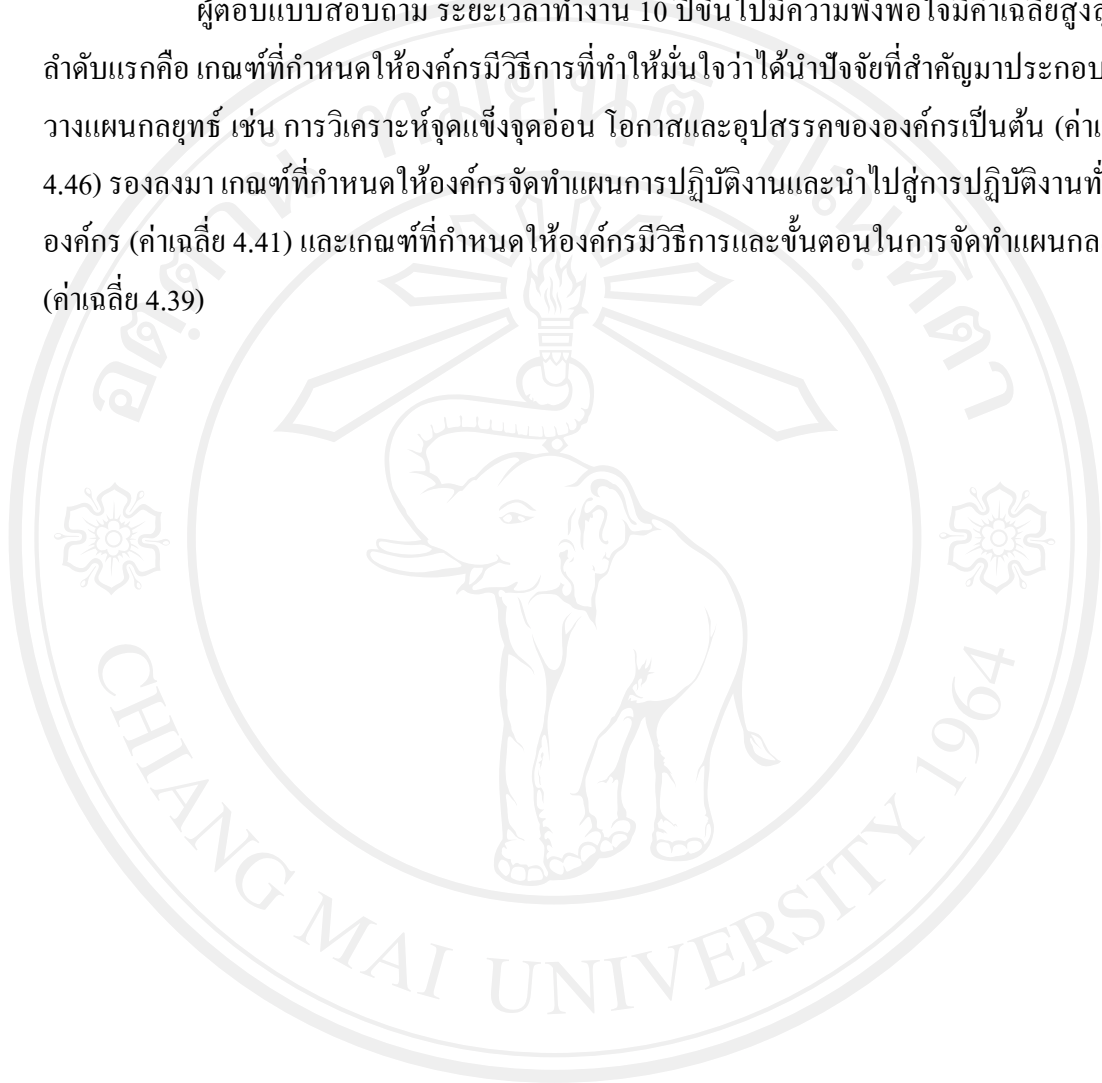 ผู้ตอบแบบสอบถาม ระยะเวลาทำงาน 10 ปีขึ้นไปมีความพึงพอใจมีค่าเฉลี่ย
ลำดับแรกคือ เกณฑ์ที่กำหนดให้องค์กรมีวิธีการที่ทำให้มั่นใจว่าได้นำปัจจัยที่สำคัญมาประกอบ
วางแผนกลยุทธ์ เช่น การวิเคราะห์จุดแข็งจุดอ่อน โอกาสและอุปสรรคขององค์กรเป็นต้น
4.46) รองลงมา เกณฑ์ที่กำหนดให้องค์กรจัดทำแผนการปฏิบัติงานและนำไปสู่การปฏิบัติงาน
องค์กร (ค่าเฉลี่ย 4.41) และเกณฑ์ที่กำหนดให้องค์กรมีวิธีการและขั้นตอนในการจัดทำแผนกล
(ค่าเฉลี่ย 4.39)
CHIANG MAI UNIVERSITY 1964